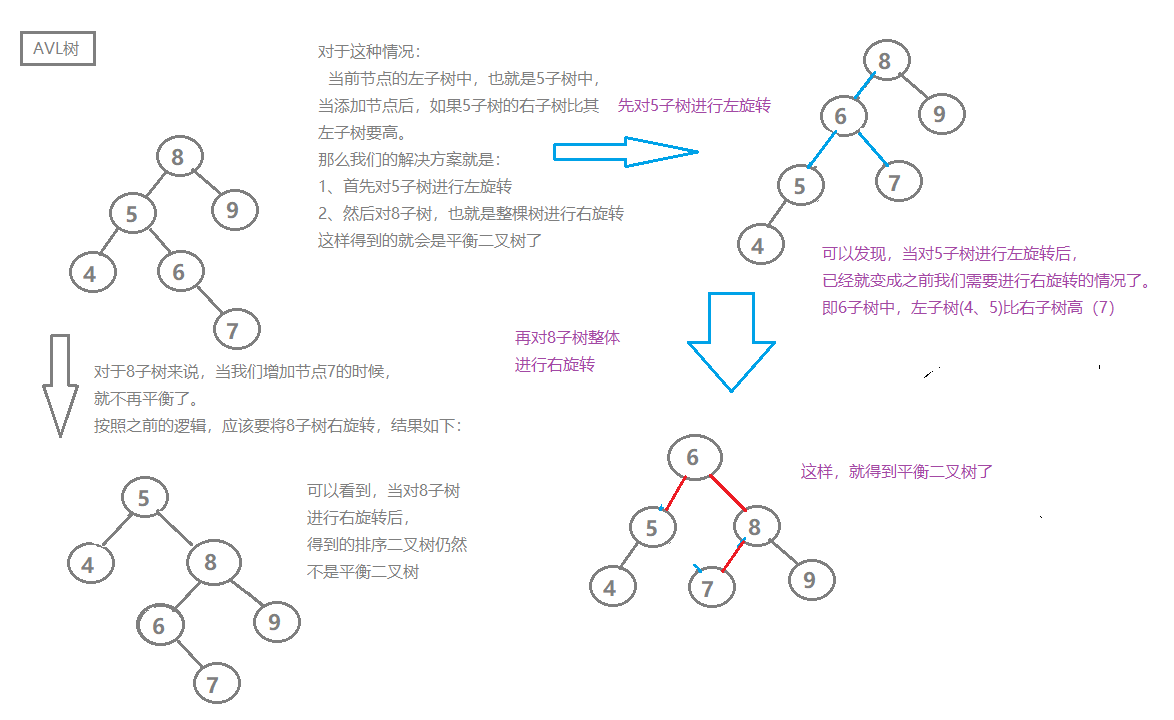 AVL树
对于这种情况：
当前节点的左子树中，也就是5子树中，
当添加节点后，如果5子树的右子树比其
左子树要高。
那么我们的解决方案就是：
1、首先对5子树进行左旋转
2、然后对8子树，也就是整棵树进行右旋转
这样得到的就会是平衡二叉树了
先对5子树进行左旋转
8
5
9
4
6
7
8
6
9
5
7
4
可以发现，当对5子树进行左旋转后，
已经就变成之前我们需要进行右旋转的情况了。
即6子树中，左子树(4、5)比右子树高（7）
对于8子树来说，当我们增加节点7的时候，
就不再平衡了。
按照之前的逻辑，应该要将8子树右旋转，结果如下：
再对8子树整体
进行右旋转
5
4
8
6
9
7
可以看到，当对8子树
进行右旋转后，
得到的排序二叉树仍然
不是平衡二叉树
6
5
8
4
7
9
这样，就得到平衡二叉树了